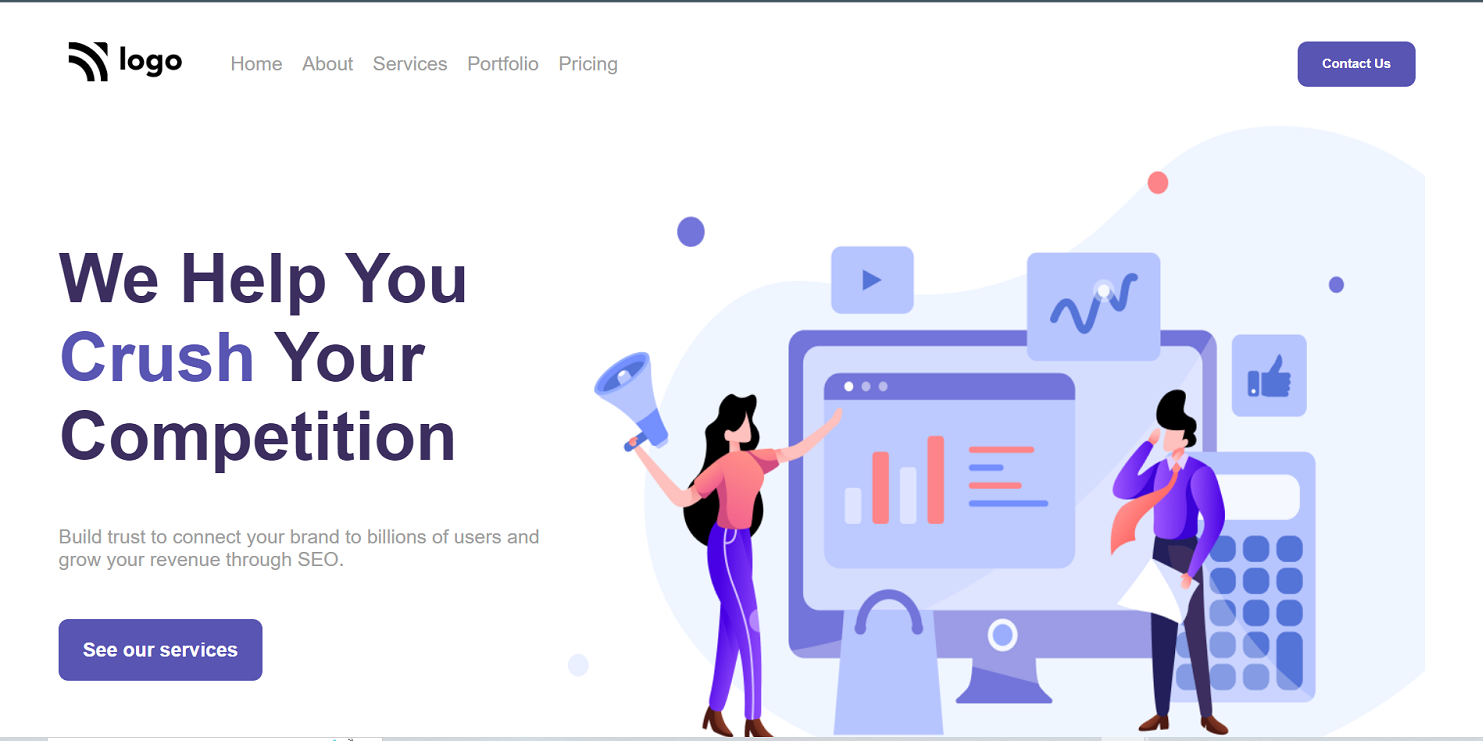 logo
Home About Services Portfolio Pricing
Contact Us
We Help You
Crush Your
Competition
Build trust to connect your brand to billions of users and
grow your revenue through SEO.
See our services